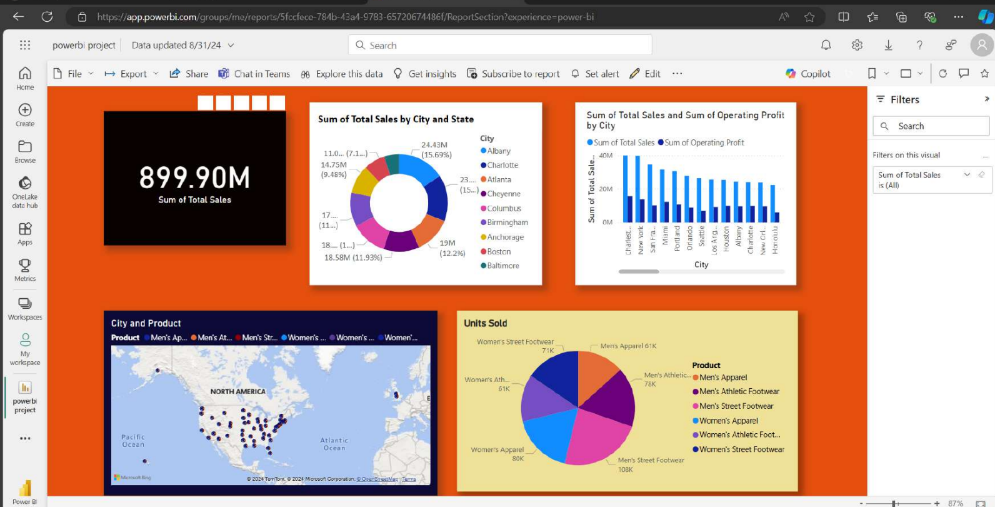 https://app.powerbi.com/groups/me/reports/5fccfece-784b-43a4-9783-65720674486f/ReportSection?experience=power-bi
powerbi project
Data updated 8/31/24
Search
File
Export
Share
Chat in Teams
Explore this data
Get insights
Subscribe to report
Set alert
Edit
Copilot
Home
Create
Browse
OneLake
data hub
Apps
Metrics
Workspaces
My
workspace
powerbi
project
Power BI
899.90M
Sum of Total Sales
Sum of Total Sales by City and State
24.43M
(15.69%)
23....
(15...)
19M
(12.2%)
18.58M (11.93%)
18.... (1...)
17...
(11...)
14.75M
(9.48%)
11.0... (7.1...)
City
Albany
Charlotte
Atlanta
Cheyenne
Columbus
Birmingham
Anchorage
Boston
Baltimore
Sum of Total Sales and Sum of Operating Profit
by City
Sum of Total Sales
Sum of Operating Profit
Sum of Total Sale...
40M
20M
0M
Charlest...
New York
San Fra...
Miami
Portland
Orlando
Seattle
Los Ang...
Houston
Albany
Charlotte
New Orl...
Honolulu
City
Filters
Search
Filters on this visual
Sum of Total Sales
is (All)
City and Product
Product
Men's Ap...
Men's At...
Men's Str...
Women's ...
Women's ...
Women'...
NORTH AMERICA
Pacific
Ocean
Atlantic
Ocean
E
Microsoft Bing
© 2024 TomTom, © 2024 Microsoft Corporation, © OpenStreetMap Terms
Units Sold
Women's Street Footwear
71K
Men's Apparel 61K
Men's Athletic...
74K
Men's Street Footwear
108K
Women's Apparel
80K
Women's Ath...
61K
Product
Men's Apparel
Men's Athletic Footwear
Men's Street Footwear
Women's Apparel
Women's Athletic Foot...
Women's Street Footwear
87%